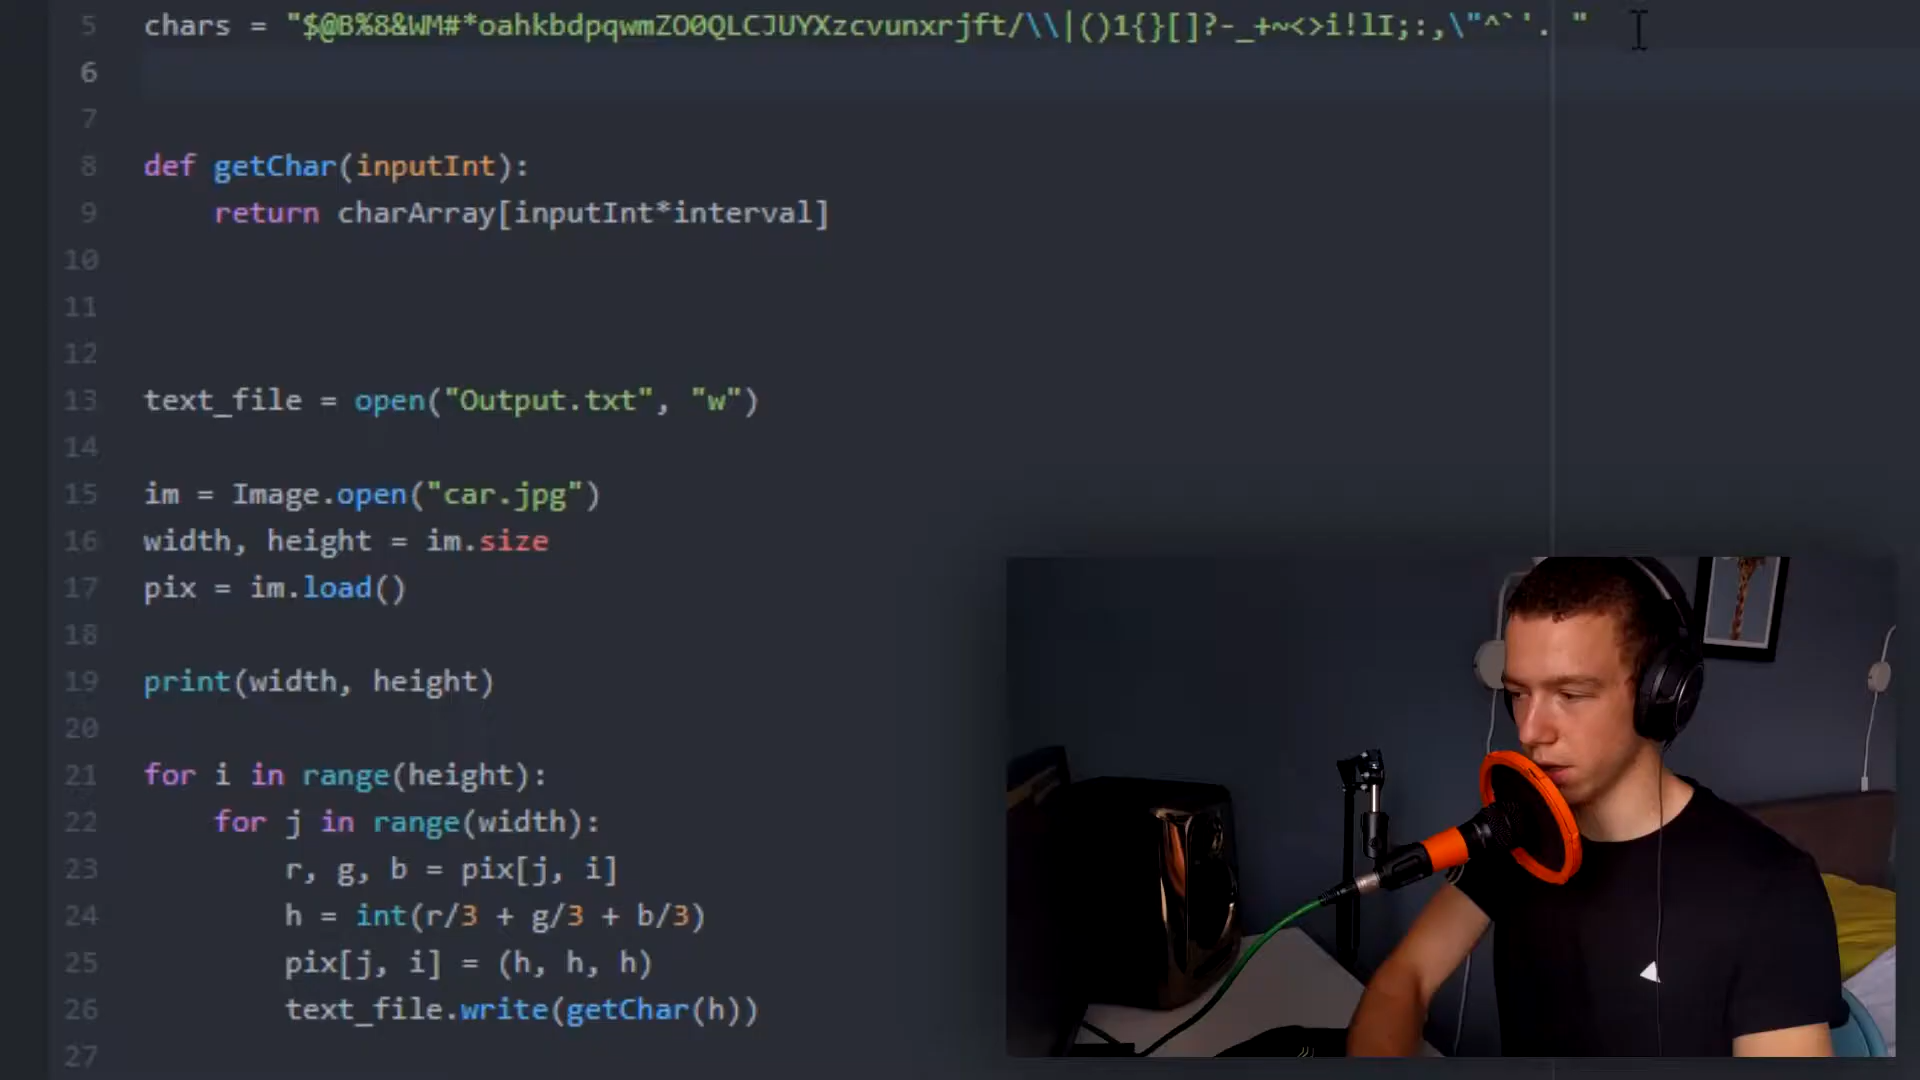 5 chars = "$@B%8&WM#*oahkbdpqwmZO0QLCJUYXzcvunxrjft/\\|()1{}[]?-_+~<>i!lI;:,\"^`'. "
6
7
8 def getChar(inputInt):
9 return charArray[inputInt*interval]
10
11
12
13 text_file = open("Output.txt", "w")
14
15 im = Image.open("car.jpg")
16 width, height = im.size
17 pix = im.load()
18
19 print(width, height)
20
21 for i in range(height):
22 for j in range(width):
23 r, g, b = pix[j, i]
24 h = int(r/3 + g/3 + b/3)
25 pix[j, i] = (h, h, h)
26 text_file.write(getChar(h))
27